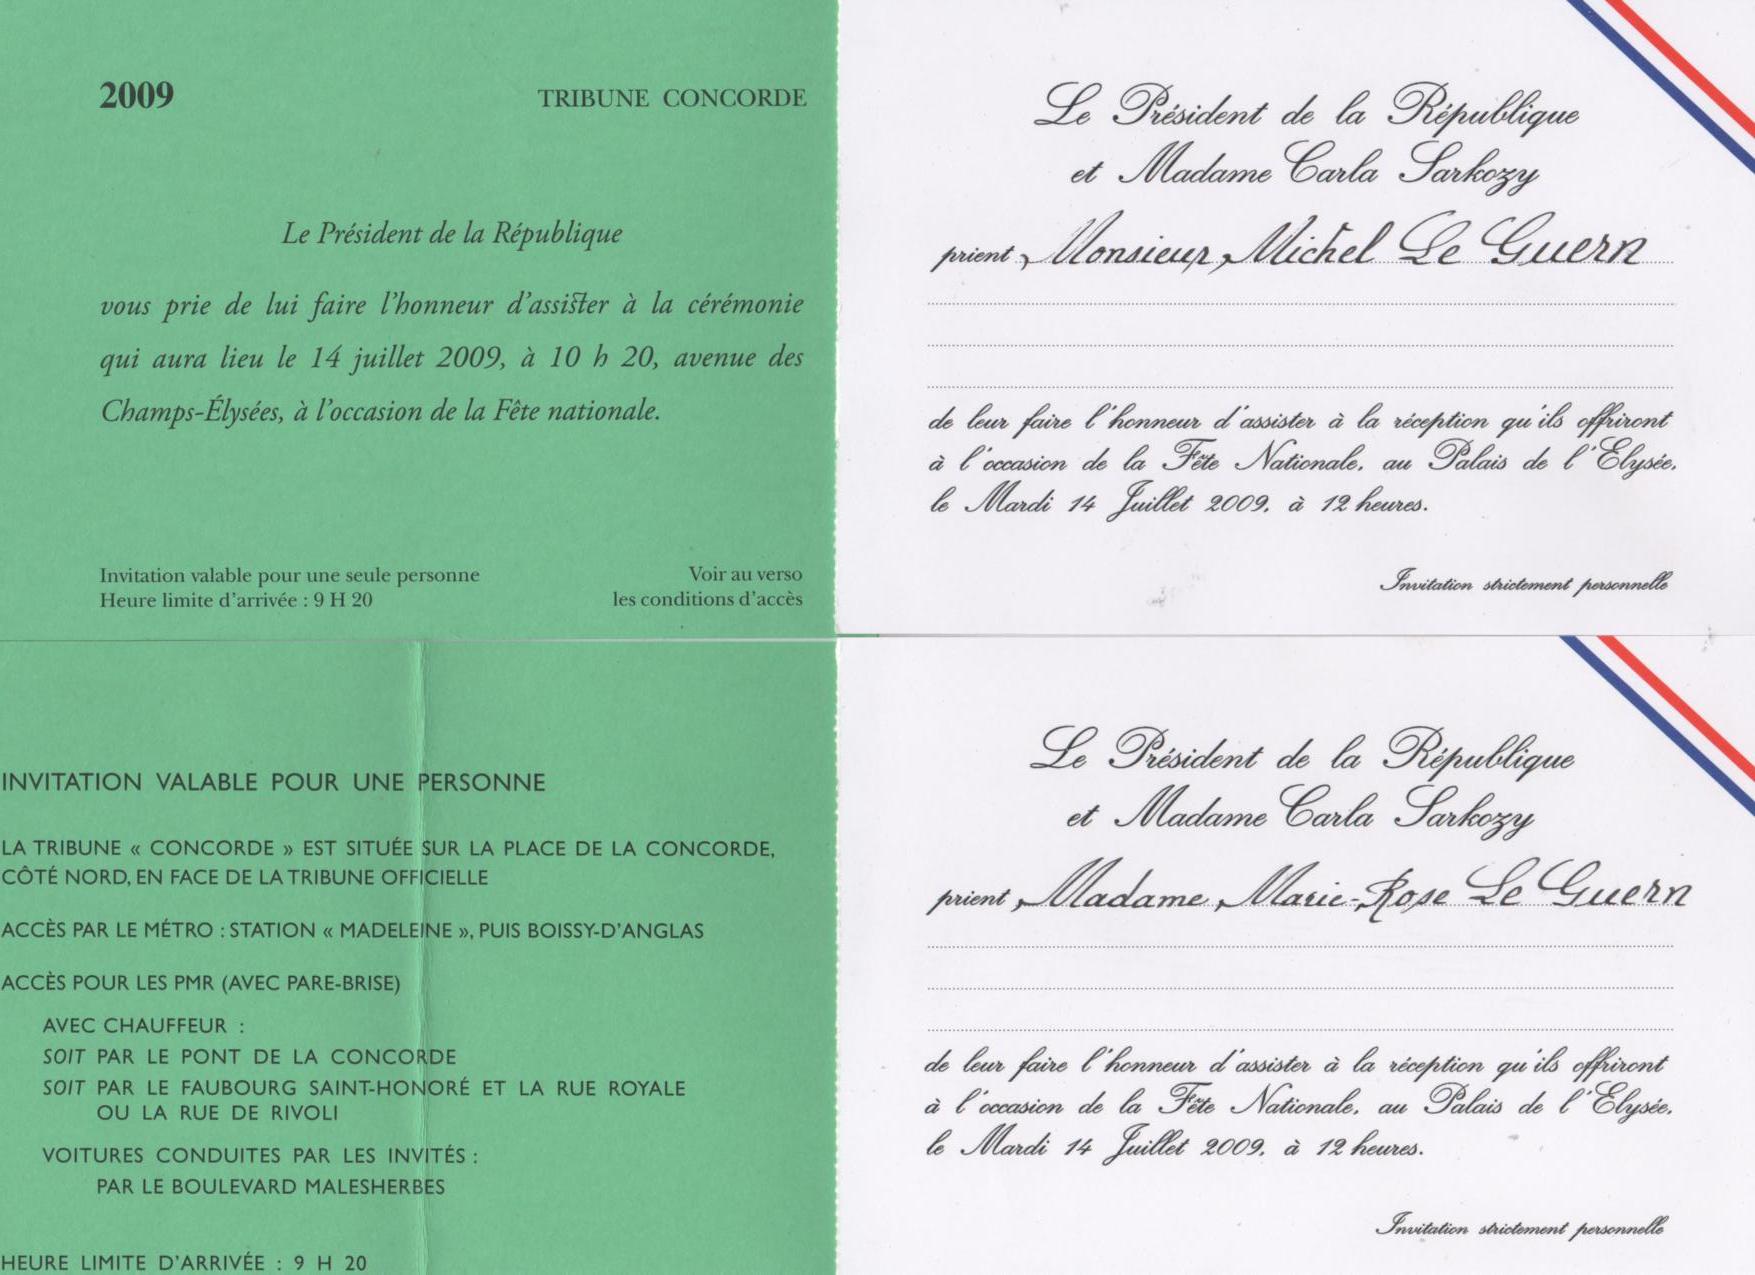 2009
TRIBUNE CONCORDE
Le Président de la République
vous prie de lui faire l'honneur d'assister à la cérémonie
qui aura lieu le 14 juillet 2009, à 10 h 20, avenue des
Champs-Élysées, à l'occasion de la Fête nationale.
Invitation valable pour une seule personne
Heure limite d'arrivée : 9 H 20
Voir au verso
les conditions d'accès
Le Président de la République
et Madame Carla Sarkozy
prient Monsieur Michel Le Guern
de leur faire l'honneur d'assister à la réception qu'ils offriront
à l'occasion de la Fête Nationale, au Palais de l'Elysée,
le Mardi 14 Juillet 2009, à 12 heures.
Invitation strictement personnelle
INVITATION VALABLE POUR UNE PERSONNE
LA TRIBUNE « CONCORDE » EST SITUÉE SUR LA PLACE DE LA CONCORDE,
CÔTÉ NORD, EN FACE DE LA TRIBUNE OFFICIELLE
ACCÈS PAR LE MÉTRO : STATION « MADELEINE », PUIS BOISSY-D'ANGLAS
ACCÈS POUR LES PMR (AVEC PARE-BRISE)
AVEC CHAUFFEUR :
SOIT PAR LE PONT DE LA CONCORDE
SOIT PAR LE FAUBOURG SAINT-HONORÉ ET LA RUE ROYALE
OU LA RUE DE RIVOLI
VOITURES CONDUITES PAR LES INVITÉS :
PAR LE BOULEVARD MALESHERBES
HEURE LIMITE D'ARRIVÉE : 9 H 20
Le Président de la République
et Madame Carla Sarkozy
prient Madame Marie-Rose Le Guern
de leur faire l'honneur d'assister à la réception qu'ils offriront
à l'occasion de la Fête Nationale, au Palais de l'Elysée,
le Mardi 14 Juillet 2009, à 12 heures.
Invitation strictement personnelle